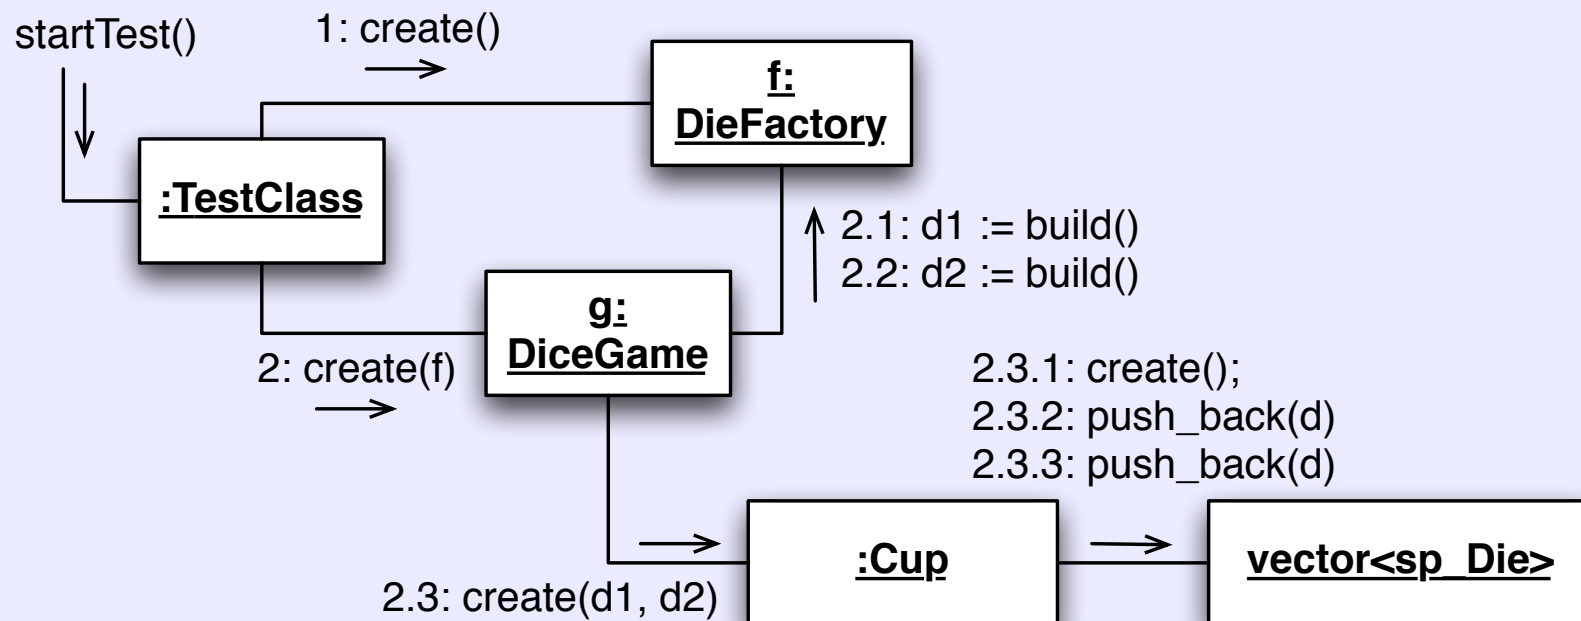 startTest()
1: create()
f:
DieFactory
:TestClass
2.1: d1 := build()
2.2: d2 := build()
g:
DiceGame
2: create(f)
2.3.1: create();
2.3.2: push_back(d)
2.3.3: push_back(d)
:Cup
vector<sp_Die>
2.3: create(d1, d2)